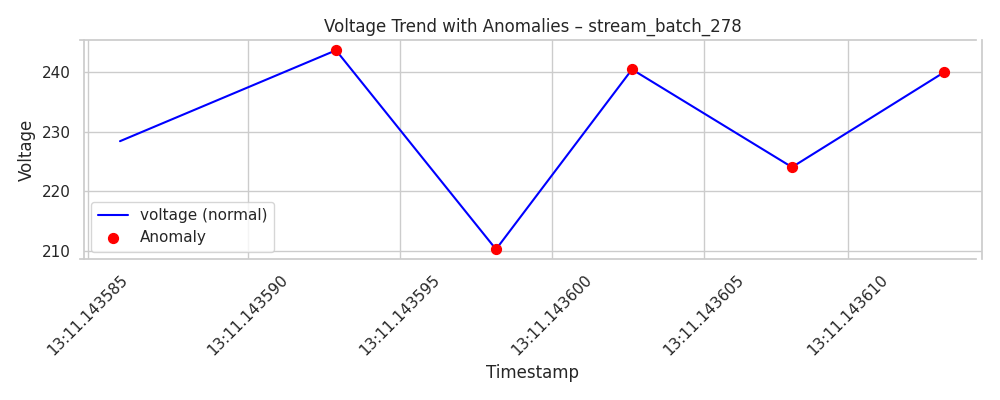 Voltage Trend with Anomalies – stream_batch_278
Voltage
240
230
220
210
voltage (normal)
Anomaly
13:11.143585
13:11.143590
13:11.143595
13:11.143600
13:11.143605
13:11.143610
Timestamp